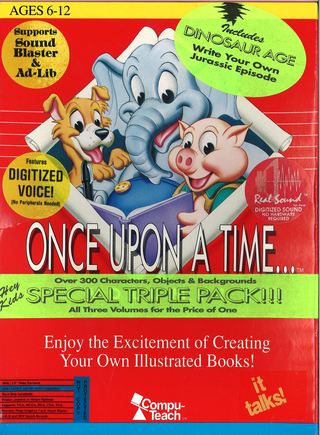 AGES 6-12
Supports
Sound
Blaster
&
Ad-Lib
Includes
DINOSAUR AGE
Write Your Own
Jurassic Episode
Features
DIGITIZED
VOICE!
(No Peripherals Needed)
Real Sound
DIGITIZED SOUND
NO HARDWARE
REQUIRED
ONCE UPON A TIME...™
Over 300 Characters, Objects & Backgrounds
Hey
Kids
SPECIAL TRIPLE PACK!!!
All Three Volumes for the Price of One
Enjoy the Excitement of Creating
Your Own Illustrated Books!
Compu-
Teach
it
talks!